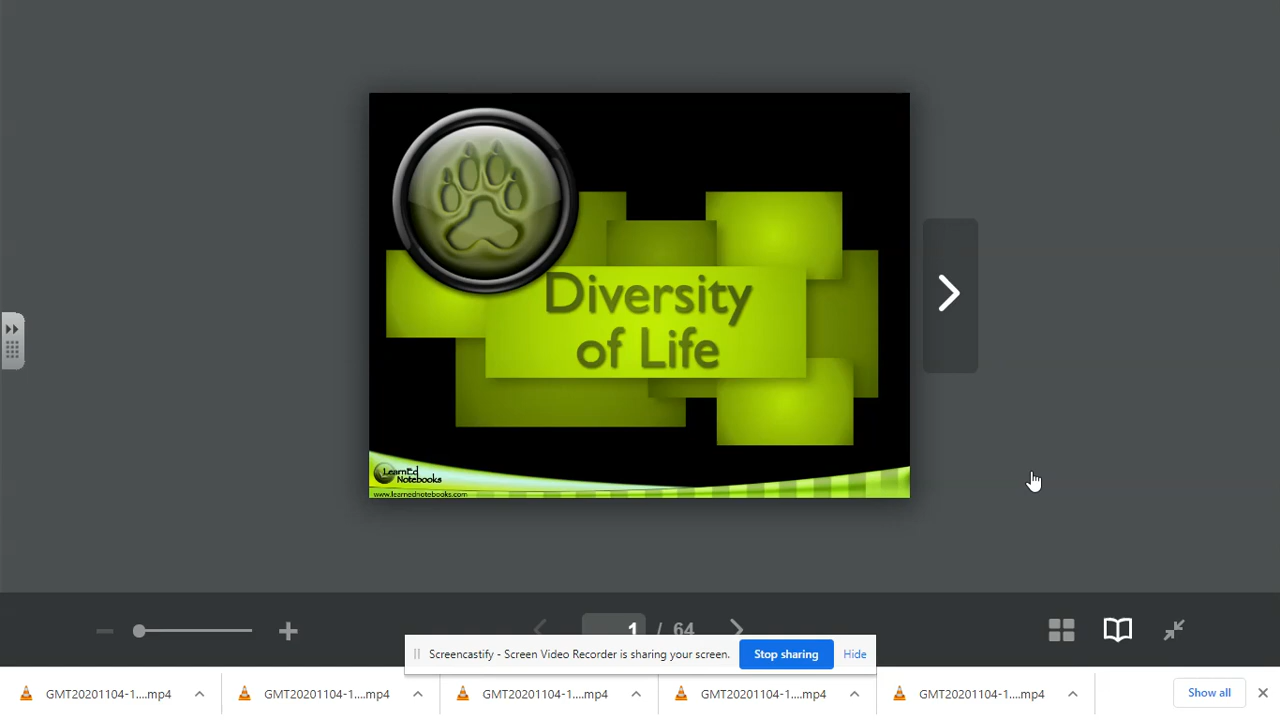 Diversity
of Life
LearnEd
Notebooks
www.learnednotebooks.com
1 / 64
Screencastify - Screen Video Recorder is sharing your screen.
Stop sharing
Hide
GMT20201104-1....mp4
GMT20201104-1....mp4
GMT20201104-1....mp4
GMT20201104-1....mp4
GMT20201104-1....mp4
Show all